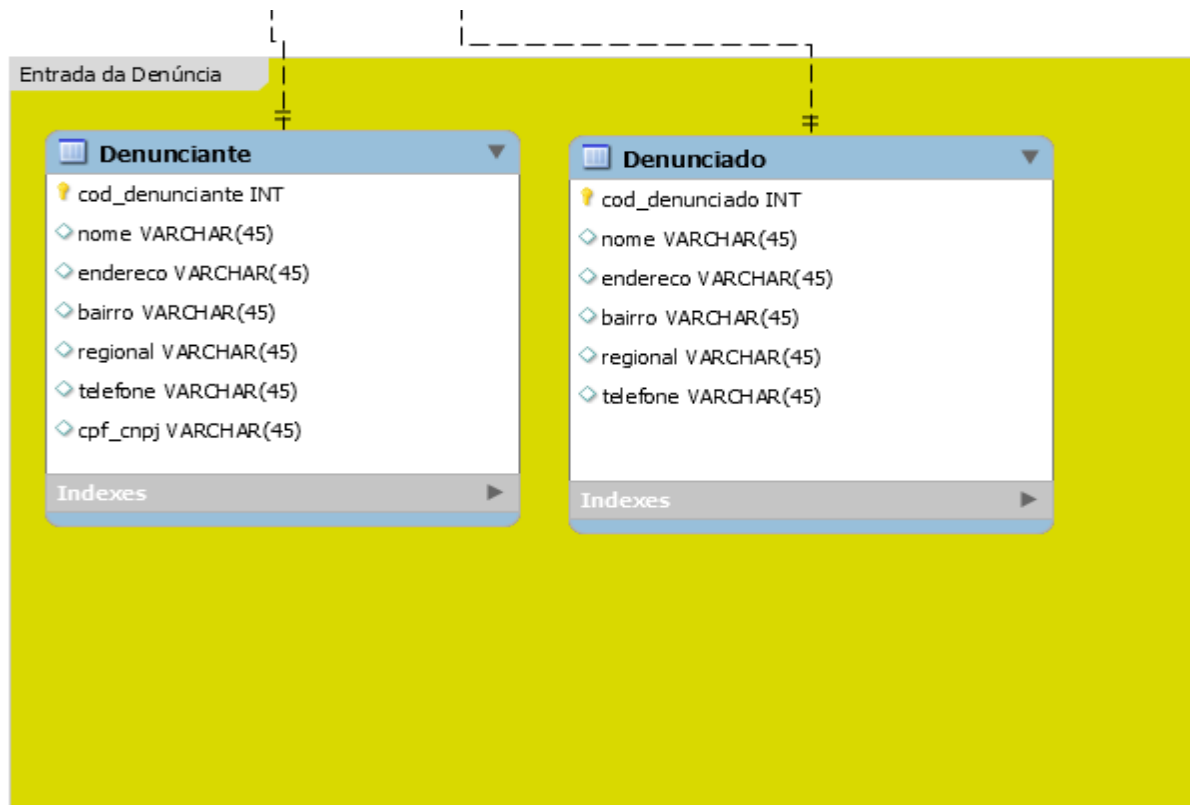 Entrada da Denúncia
Denunciante
cod_denunciante INT
nome VARCHAR(45)
endereco VARCHAR(45)
bairro VARCHAR(45)
regional VARCHAR(45)
telefone VARCHAR(45)
cpf_cnpj VARCHAR(45)
Indexes
Denunciado
cod_denunciado INT
nome VARCHAR(45)
endereco VARCHAR(45)
bairro VARCHAR(45)
regional VARCHAR(45)
telefone VARCHAR(45)
Indexes